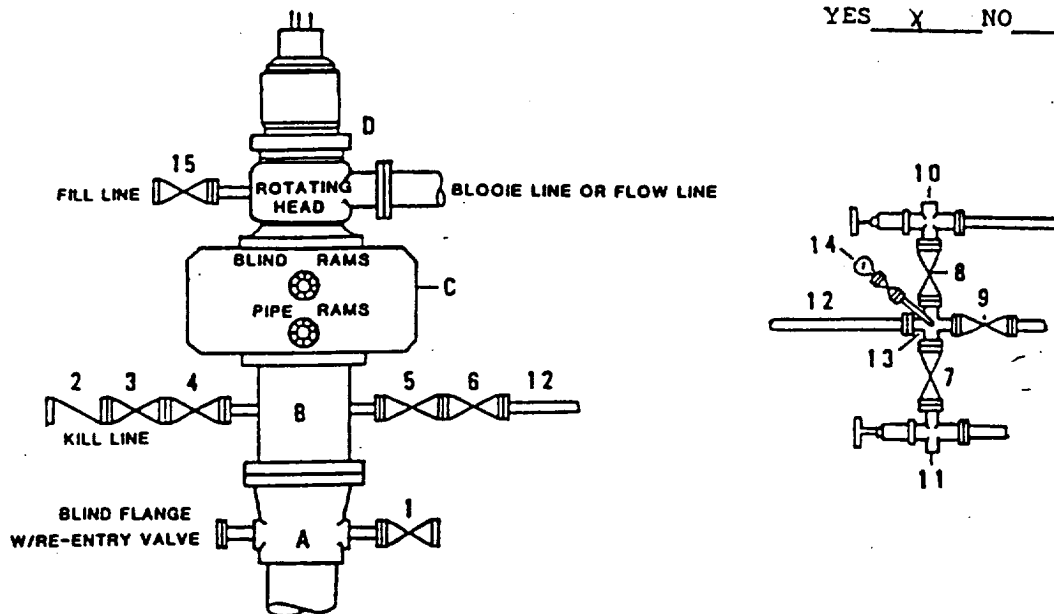 YES X NO
D
15
FILL LINE
ROTATING
HEAD
BLOOIE LINE OR FLOW LINE
BLIND RAMS
C
PIPE RAMS
2 3 4
5 6 12
B
KILL LINE
BLIND FLANGE
W/RE-ENTRY VALVE
1
A
10
14
8
12
9
13
7
11